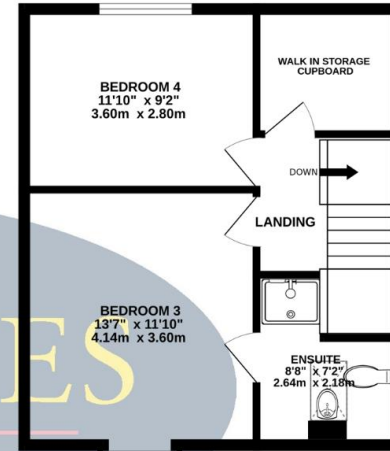 BEDROOM 4
11'10" x 9'2"
3.60m x 2.80m
WALK IN STORAGE
CUPBOARD
DOWN
LANDING
BEDROOM 3
13'7" x 11'10"
4.14m x 3.60m
ENSUITE
8'8" x 7'2"
2.64m x 2.18m
ES